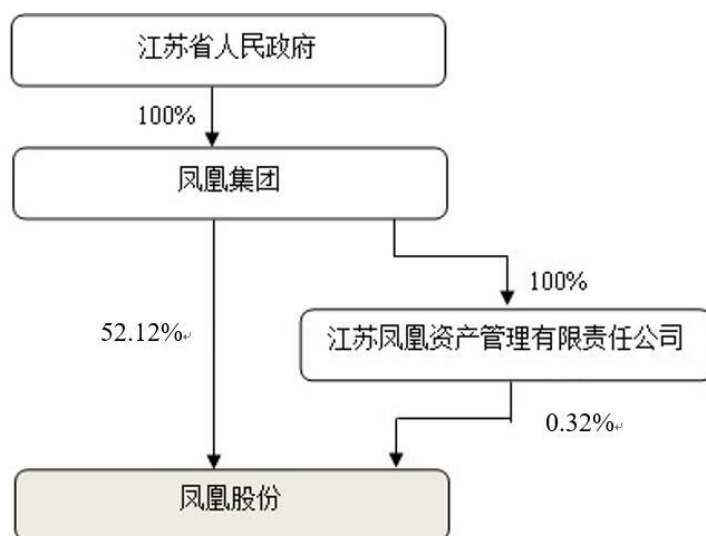 江苏省人民政府
100%
凤凰集团
100%
52.12%
江苏凤凰资产管理有限责任公司
0.32%
凤凰股份